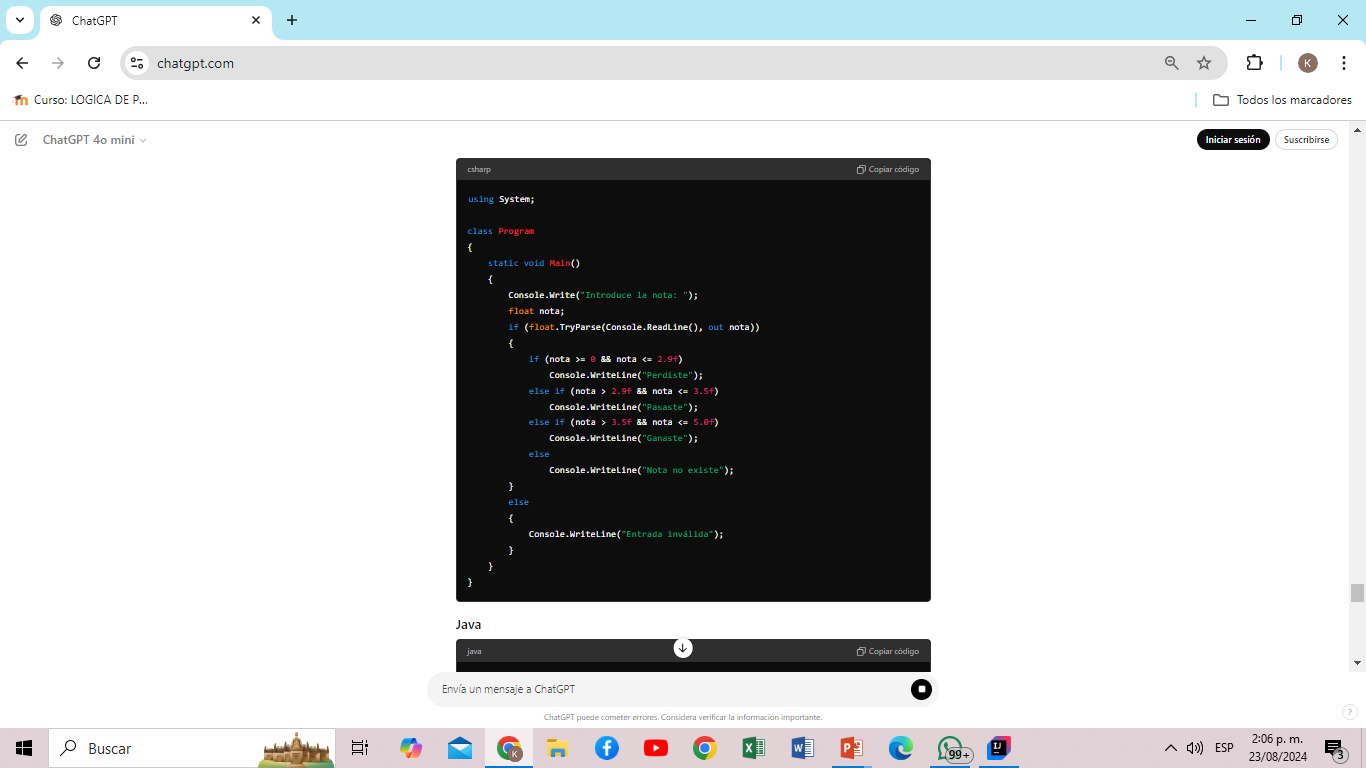 ChatGPT
chatgpt.com
K
Curso: LOGICA DE P...
Todos los marcadores
ChatGPT 4o mini
Iniciar sesión
Suscribirse
csharp
Copiar código
using System;
class Program
{
static void Main()
{
Console.Write("Introduce la nota: ");
float nota;
if (float.TryParse(Console.ReadLine(), out nota))
{
if (nota >= 0 && nota <= 2.9f)
Console.WriteLine("Perdiste");
else if (nota > 2.9f && nota <= 3.5f)
Console.WriteLine("Pasaste");
else if (nota > 3.5f && nota <= 5.0f)
Console.WriteLine("Ganaste");
else
Console.WriteLine("Nota no existe");
}
else
{
Console.WriteLine("Entrada inválida");
}
}
}
Java
java
Copiar código
Envía un mensaje a ChatGPT
ChatGPT puede cometer errores. Considera verificar la información importante.
?
Buscar
K
99+
ESP
2:06 p. m.
23/08/2024
3